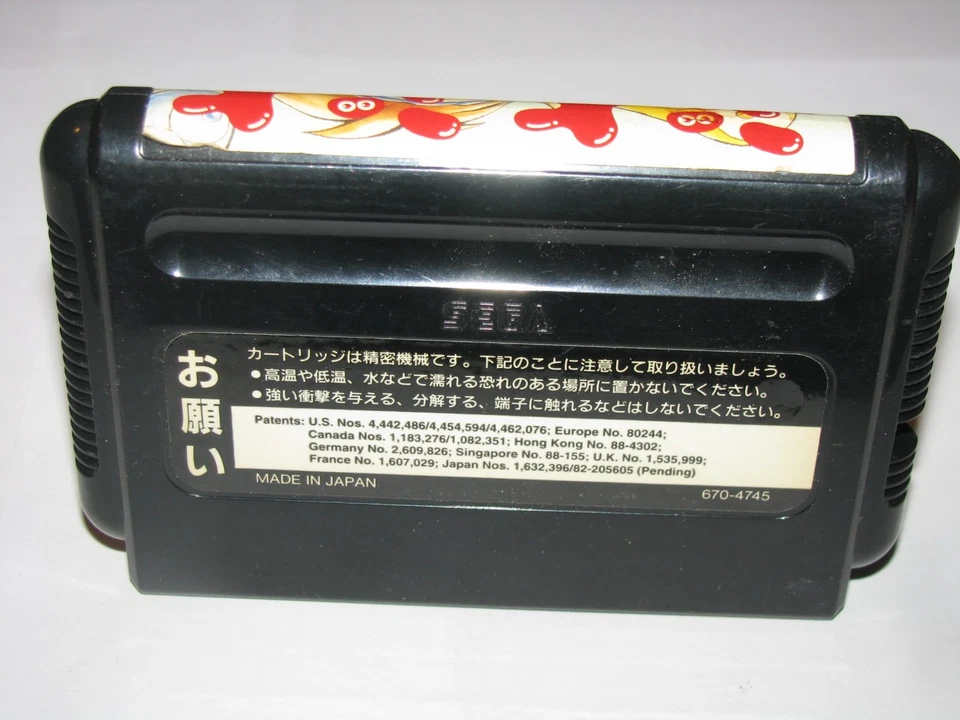 SEGA
お願い
カートリッジは精密機械です。下記のことに注意して取り扱いましょう。
●高温や低温、水などで濡れる恐れのある場所に置かないでください。
●強い衝撃を与える、分解する、端子に触れるなどはしないでください。
Patents: U.S. Nos. 4,442,486/4,454,594/4,462,076; Europe No. 80244;
Canada Nos. 1,183,276/1,082,351; Hong Kong No. 88-4302;
Germany No. 2,609,826; Singapore No. 88-155; U.K. No. 1,535,999;
France No. 1,607,029; Japan Nos. 1,632,396/82-205605 (Pending)
MADE IN JAPAN
670-4745